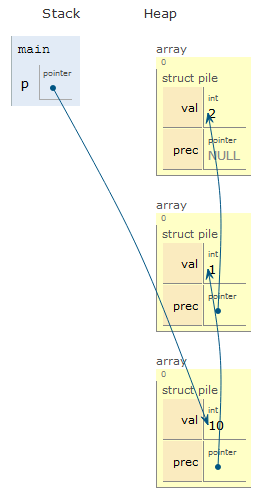 Stack Heap
main
pointer
p
array
0
struct pile
int
val 2
pointer
prec NULL
array
0
struct pile
int
val 1
pointer
prec
array
0
struct pile
int
val 10
pointer
prec